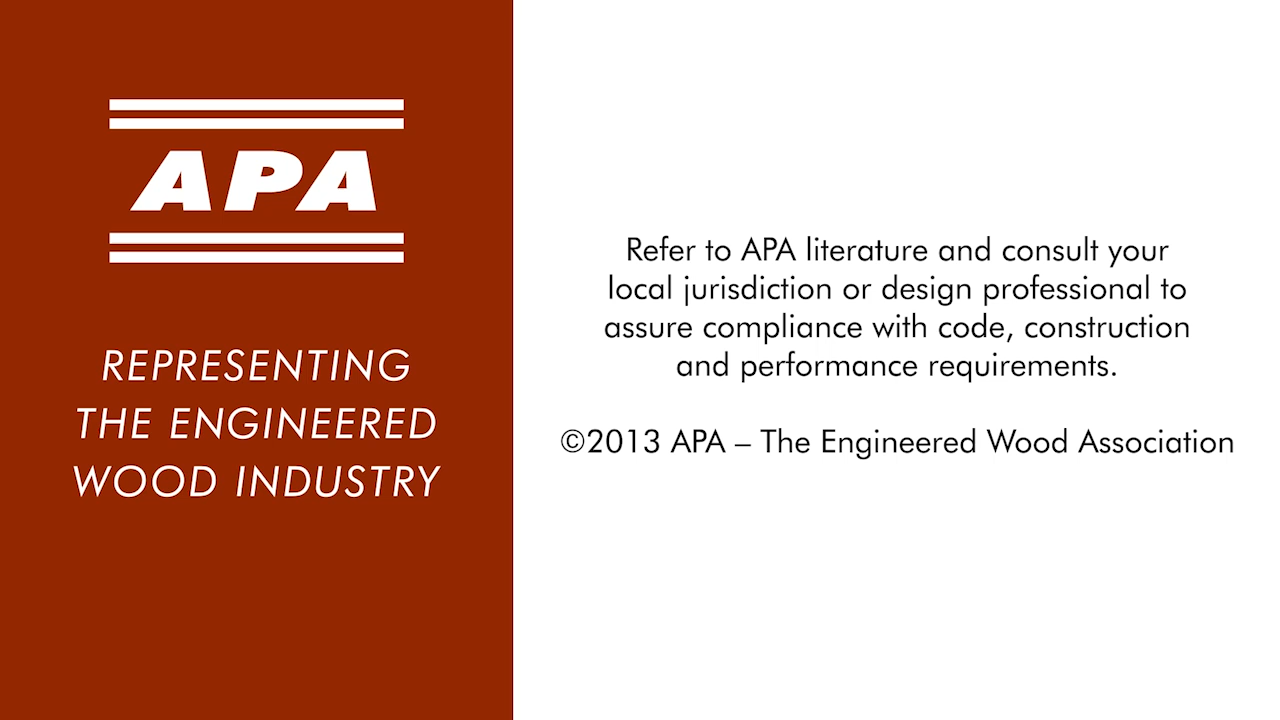 APA
REPRESENTING
THE ENGINEERED
WOOD INDUSTRY
Refer to APA literature and consult your
local jurisdiction or design professional to
assure compliance with code, construction
and performance requirements.
©2013 APA – The Engineered Wood Association